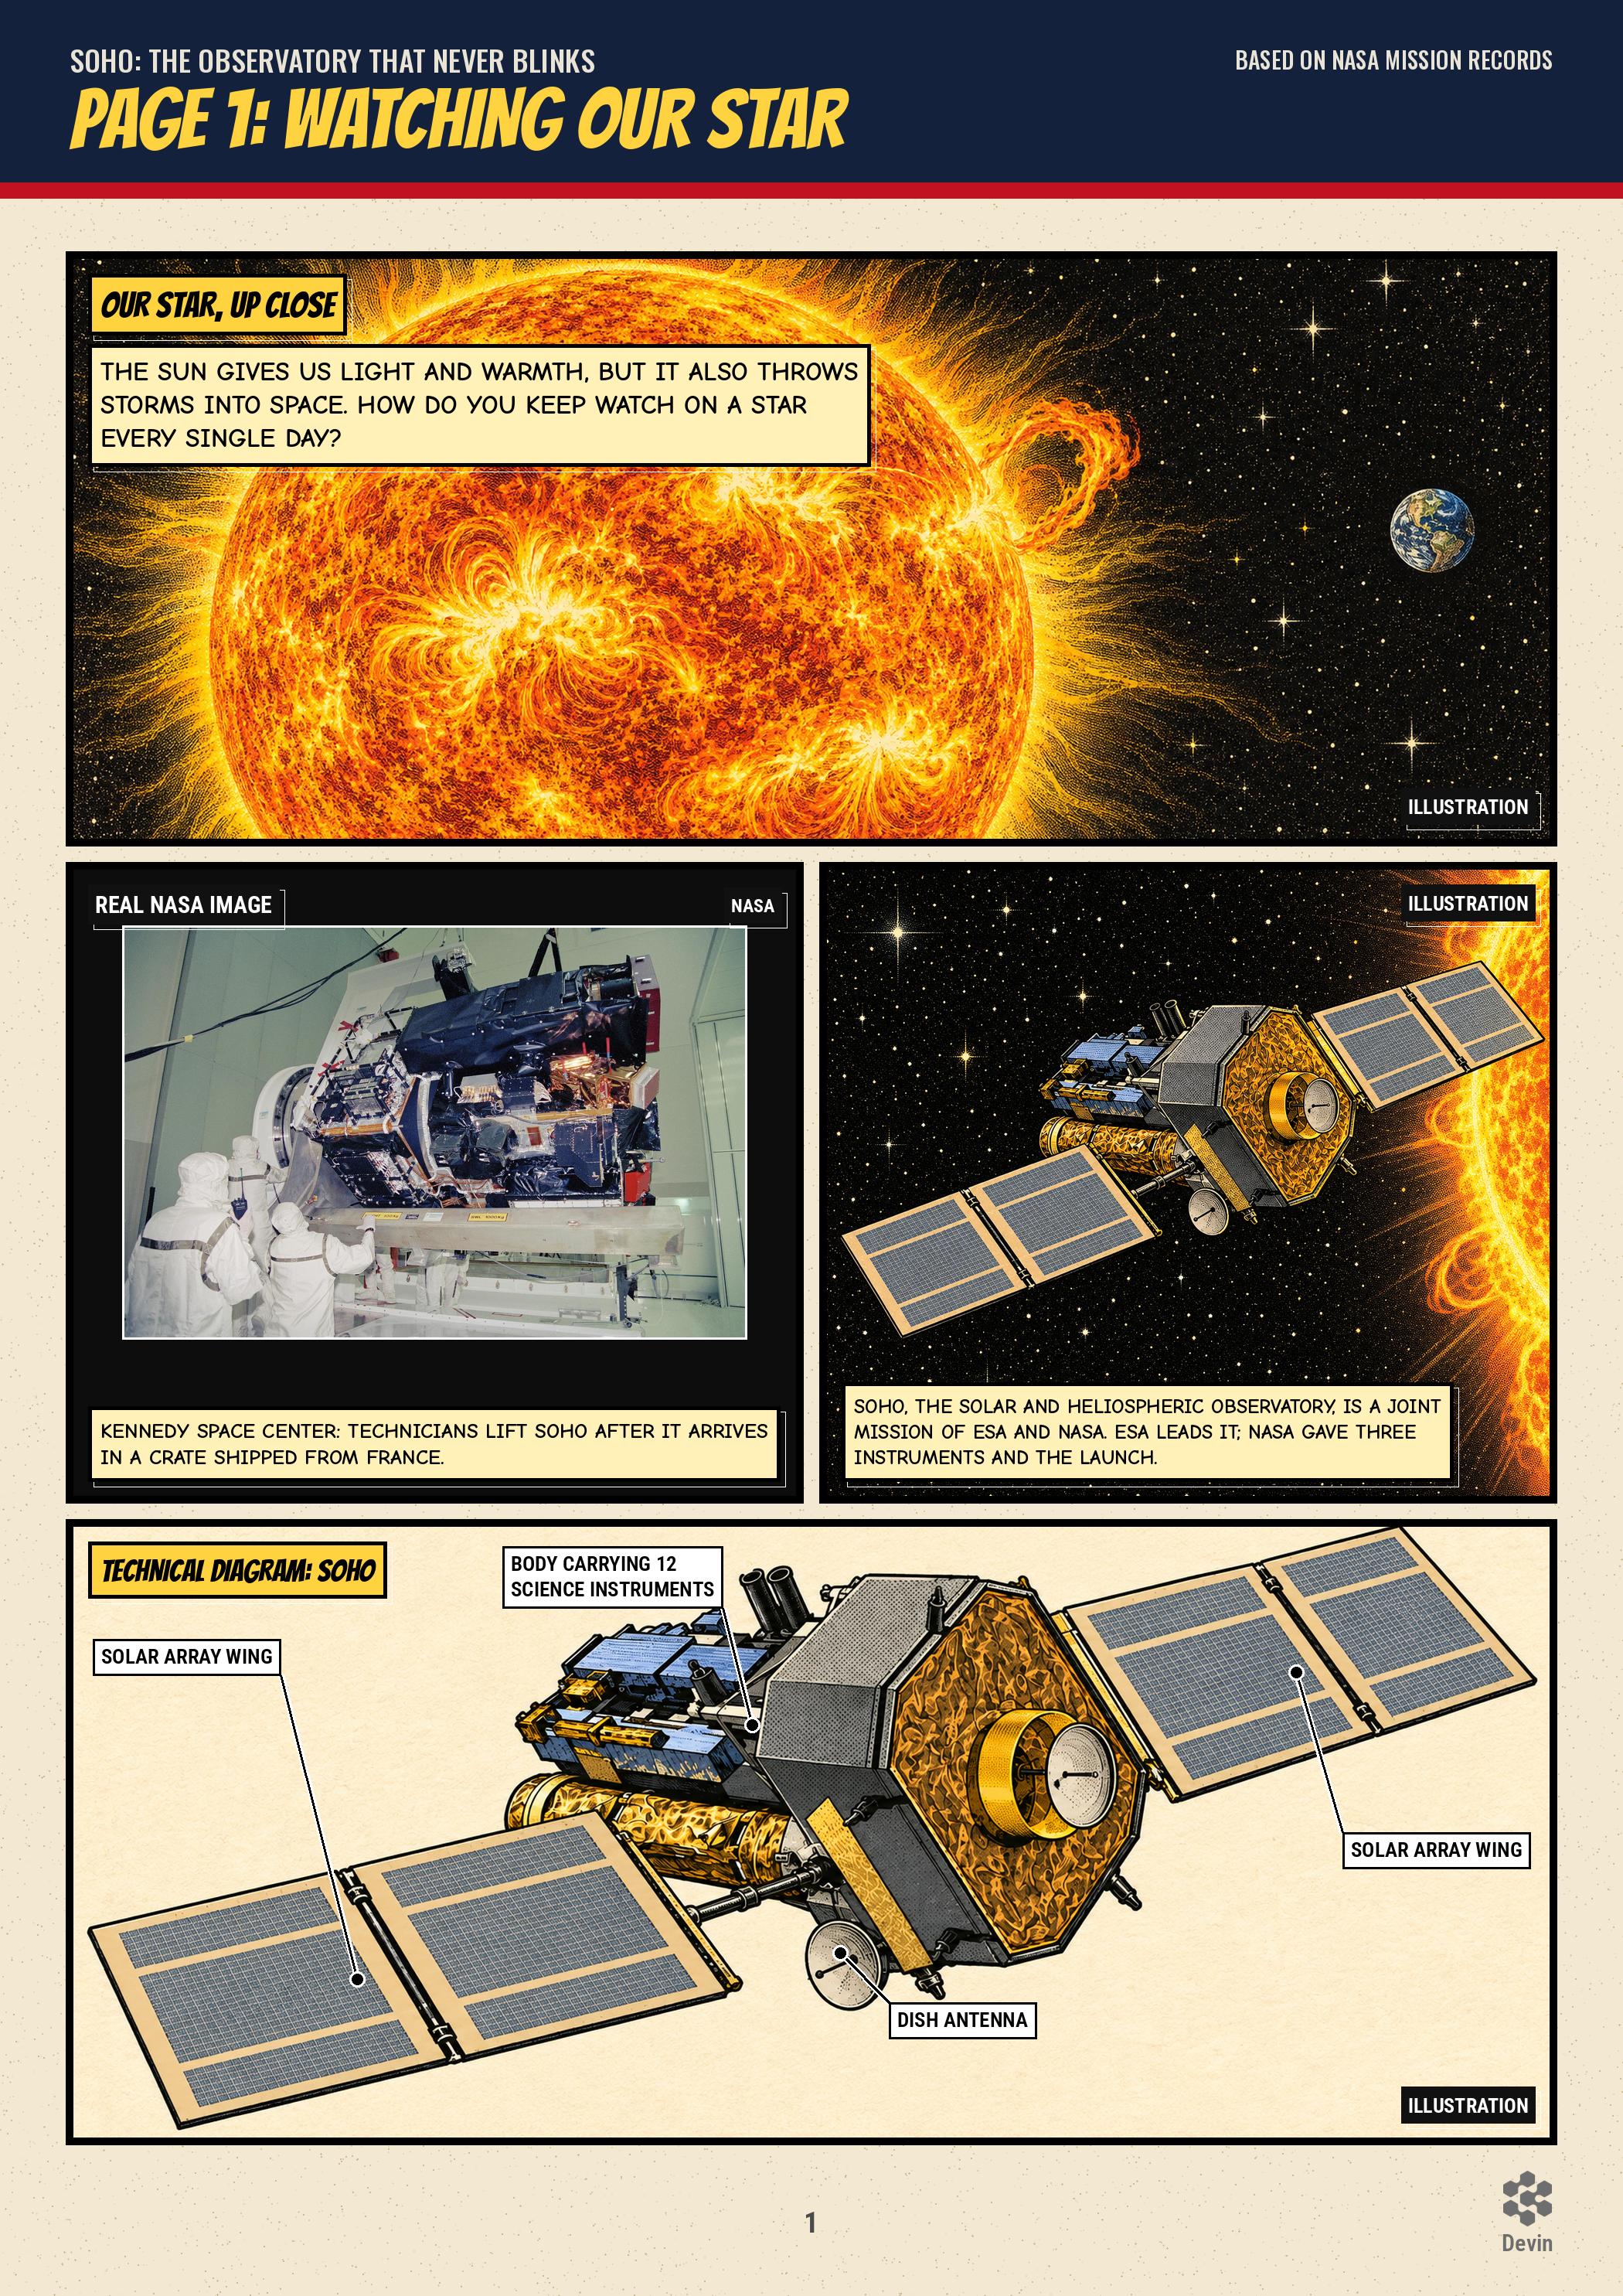 SOHO: THE OBSERVATORY THAT NEVER BLINKS
BASED ON NASA MISSION RECORDS
PAGE 1: WATCHING OUR STAR
OUR STAR, UP CLOSE
THE SUN GIVES US LIGHT AND WARMTH, BUT IT ALSO THROWS
STORMS INTO SPACE. HOW DO YOU KEEP WATCH ON A STAR
EVERY SINGLE DAY?
ILLUSTRATION
REAL NASA IMAGE
NASA
KENNEDY SPACE CENTER: TECHNICIANS LIFT SOHO AFTER IT ARRIVES
IN A CRATE SHIPPED FROM FRANCE.
ILLUSTRATION
SOHO, THE SOLAR AND HELIOSPHERIC OBSERVATORY, IS A JOINT
MISSION OF ESA AND NASA. ESA LEADS IT; NASA GAVE THREE
INSTRUMENTS AND THE LAUNCH.
TECHNICAL DIAGRAM: SOHO
BODY CARRYING 12
SCIENCE INSTRUMENTS
SOLAR ARRAY WING
SOLAR ARRAY WING
DISH ANTENNA
ILLUSTRATION
1
Devin